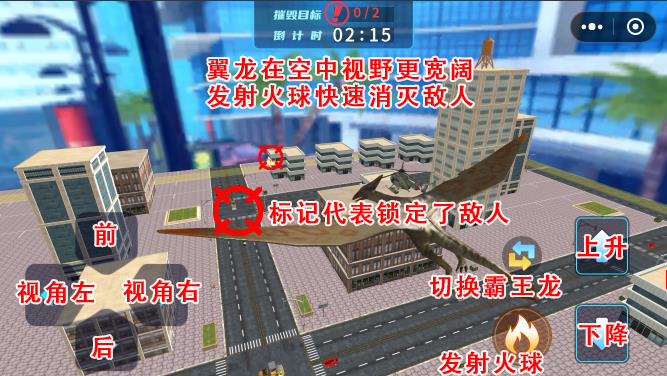 摧毁目标 0/2
倒计时 02:15
翼龙在空中视野更宽阔
发射火球快速消灭敌人
标记代表锁定了敌人
前
上升
视角左 视角右
切换霸王龙
后
下降
发射火球